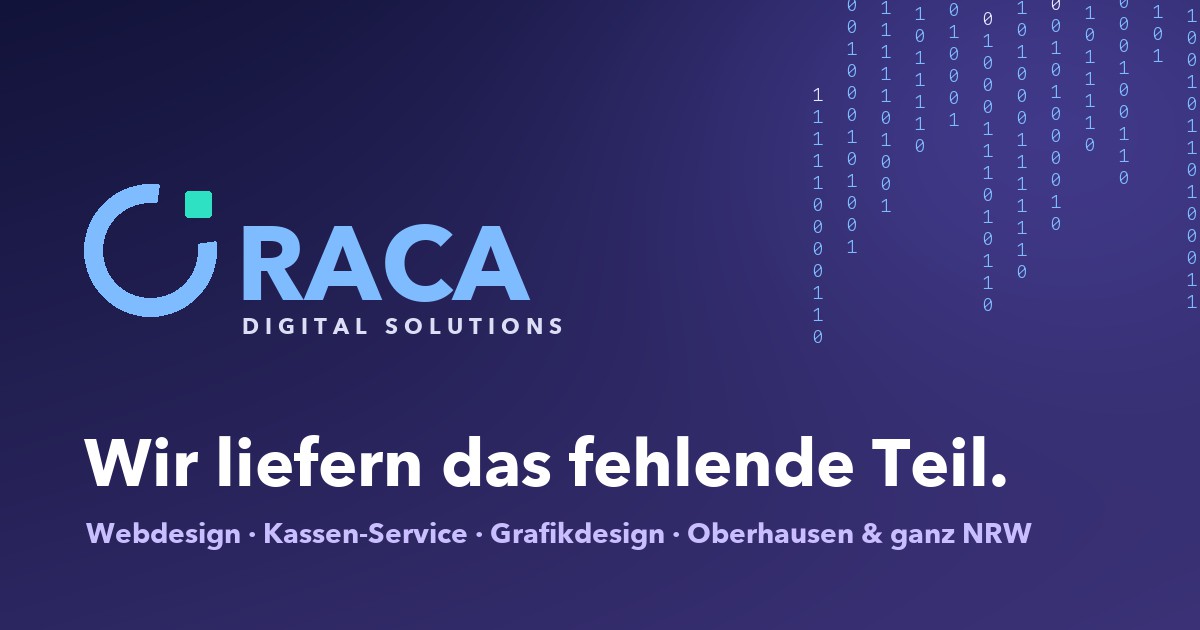 RACA
DIGITAL SOLUTIONS
Wir liefern das fehlende Teil.
Webdesign · Kassen-Service · Grafikdesign · Oberhausen & ganz NRW